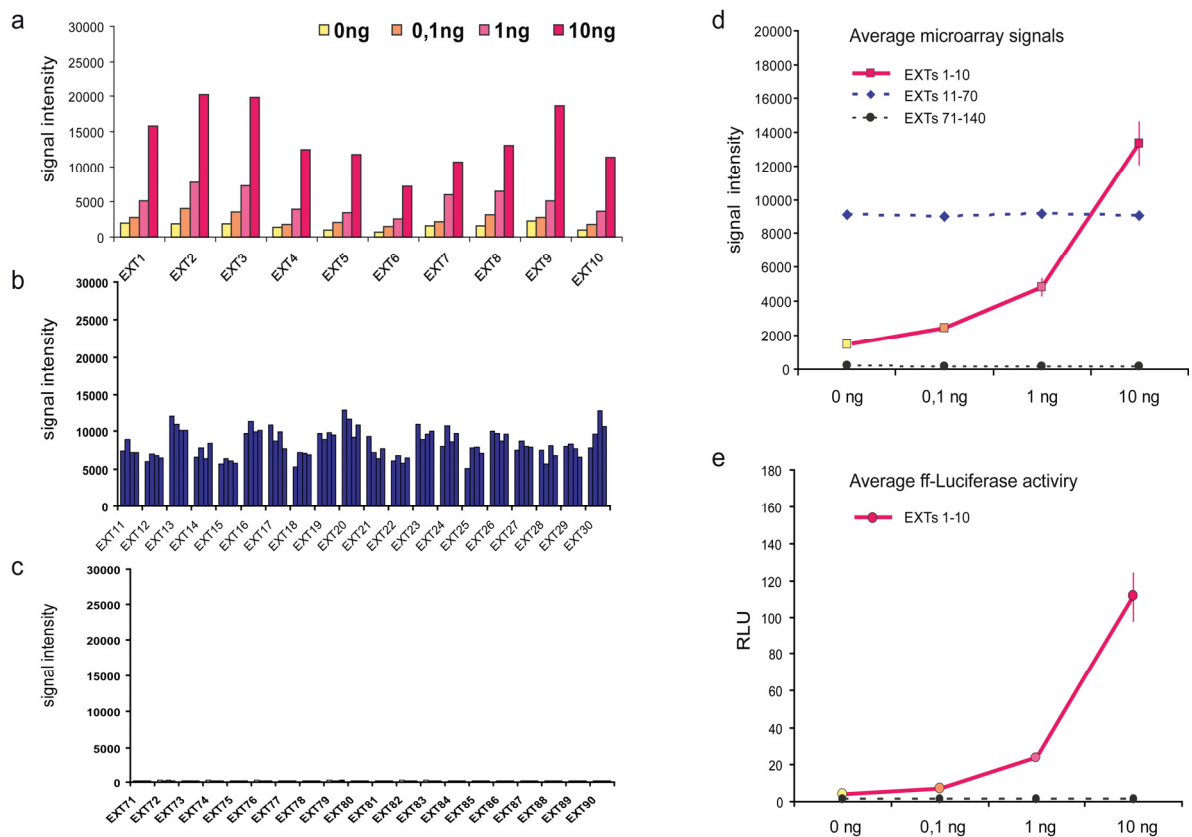 a
0ng 0,1ng 1ng 10ng
signal intensity
30000
25000
20000
15000
10000
5000
0
EXT1 EXT2 EXT3 EXT4 EXT5 EXT6 EXT7 EXT8 EXT9 EXT10
b
signal intensity
30000
25000
20000
15000
10000
5000
0
EXT11 EXT12 EXT13 EXT14 EXT15 EXT16 EXT17 EXT18 EXT19 EXT20 EXT21 EXT22 EXT23 EXT24 EXT25 EXT26 EXT27 EXT28 EXT29 EXT30
c
signal intensity
30000
25000
20000
15000
10000
5000
0
EXT71 EXT72 EXT73 EXT74 EXT75 EXT76 EXT77 EXT78 EXT79 EXT80 EXT81 EXT82 EXT83 EXT84 EXT85 EXT86 EXT87 EXT88 EXT89 EXT90
d
Average microarray signals
EXTs 1-10
EXTs 11-70
EXTs 71-140
signal intensity
20000
18000
16000
14000
12000
10000
8000
6000
4000
2000
0
0 ng 0,1 ng 1 ng 10 ng
e
Average ff-Luciferase activiry
EXTs 1-10
RLU
180
160
140
120
100
80
60
40
20
0
0 ng 0,1 ng 1 ng 10 ng